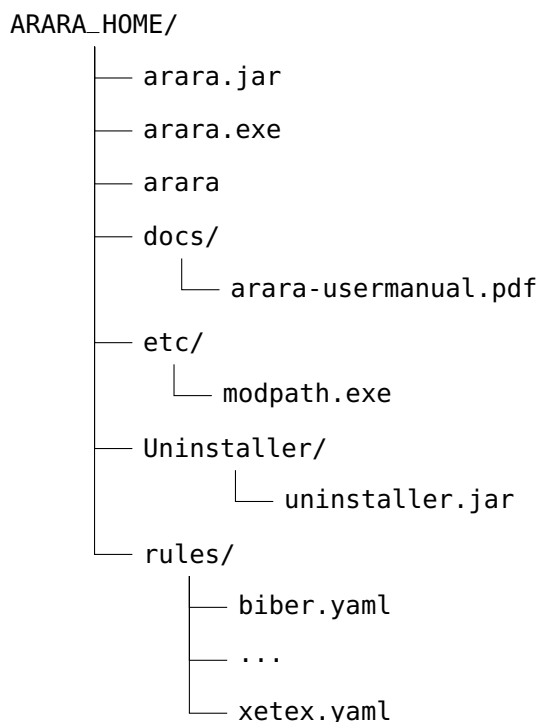 ARARA_HOME/
arara.jar
arara.exe
arara
docs/
arara-usermanual.pdf
etc/
modpath.exe
Uninstaller/
uninstaller.jar
rules/
biber.yaml
...
xetex.yaml